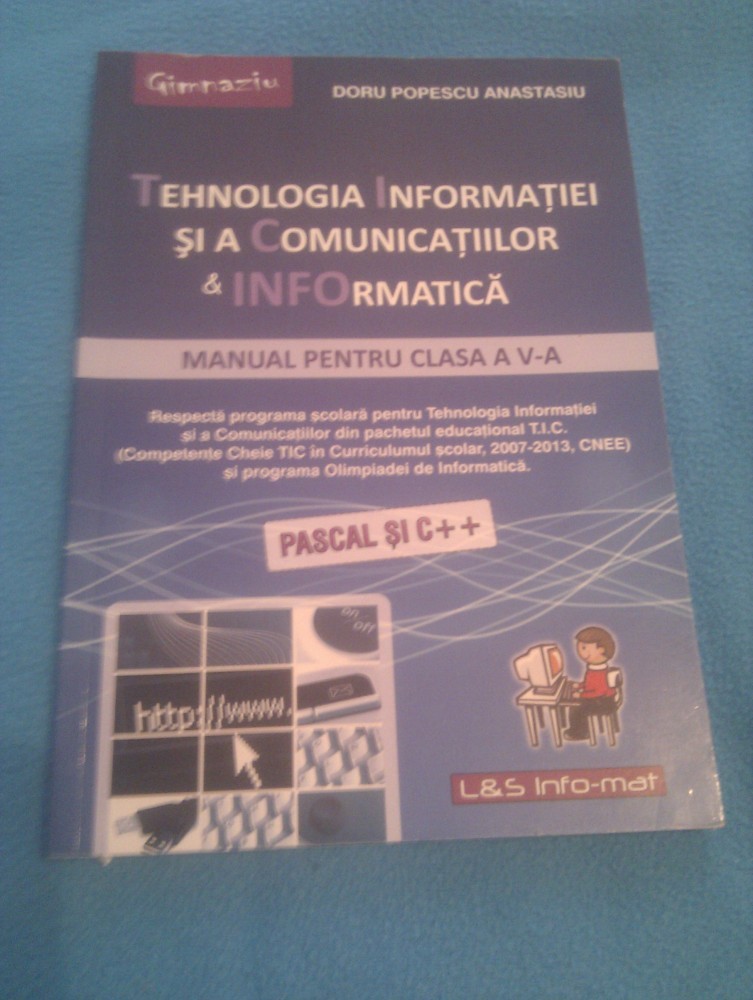 Gimnaziu
DORU POPESCU ANASTASIU
TEHNOLOGIA INFORMAȚIEI
ŞI A COMUNICAȚIILOR
& INFORMATICĂ
MANUAL PENTRU CLASA A V-A
Respectă programa şcolară pentru Tehnologia Informației
şi a Comunicațiilor din pachetul educațional T.I.C.
(Competențe Cheie TIC în Curriculumul şcolar, 2007-2013, CNEE)
şi programa Olimpiadei de Informatică.
PASCAL ŞI C++
on
off
http://www.
L&S Info-mat